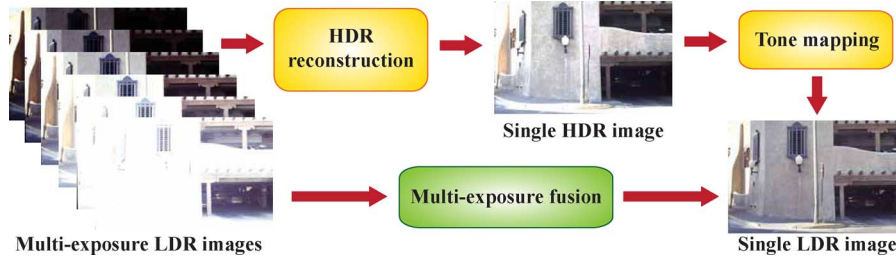 HDR
reconstruction
Tone mapping
Single HDR image
Multi-exposure fusion
Multi-exposure LDR images
Single LDR image